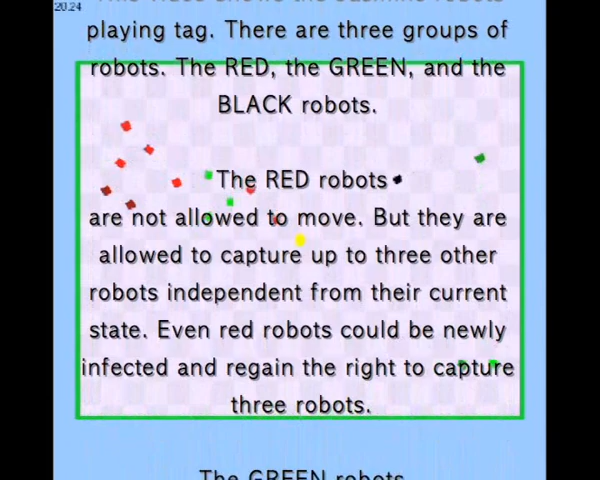 20.24
playing tag. There are three groups of
robots. The RED, the GREEN, and the
BLACK robots.
The RED robots
are not allowed to move. But they are
allowed to capture up to three other
robots independent from their current
state. Even red robots could be newly
infected and regain the right to capture
three robots.
The GREEN robots